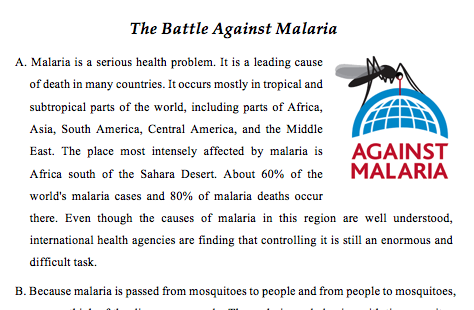 The Battle Against Malaria
A. Malaria is a serious health problem. It is a leading cause
of death in many countries. It occurs mostly in tropical and
subtropical parts of the world, including parts of Africa,
Asia, South America, Central America, and the Middle
East. The place most intensely affected by malaria is
Africa south of the Sahara Desert. About 60% of the
world's malaria cases and 80% of malaria deaths occur
AGAINST
MALARIA
there. Even though the causes of malaria in this region are well understood,
international health agencies are finding that controlling it is still an enormous and
difficult task.
B. Because malaria is passed from mosquitoes to people and from people to mosquitoes,